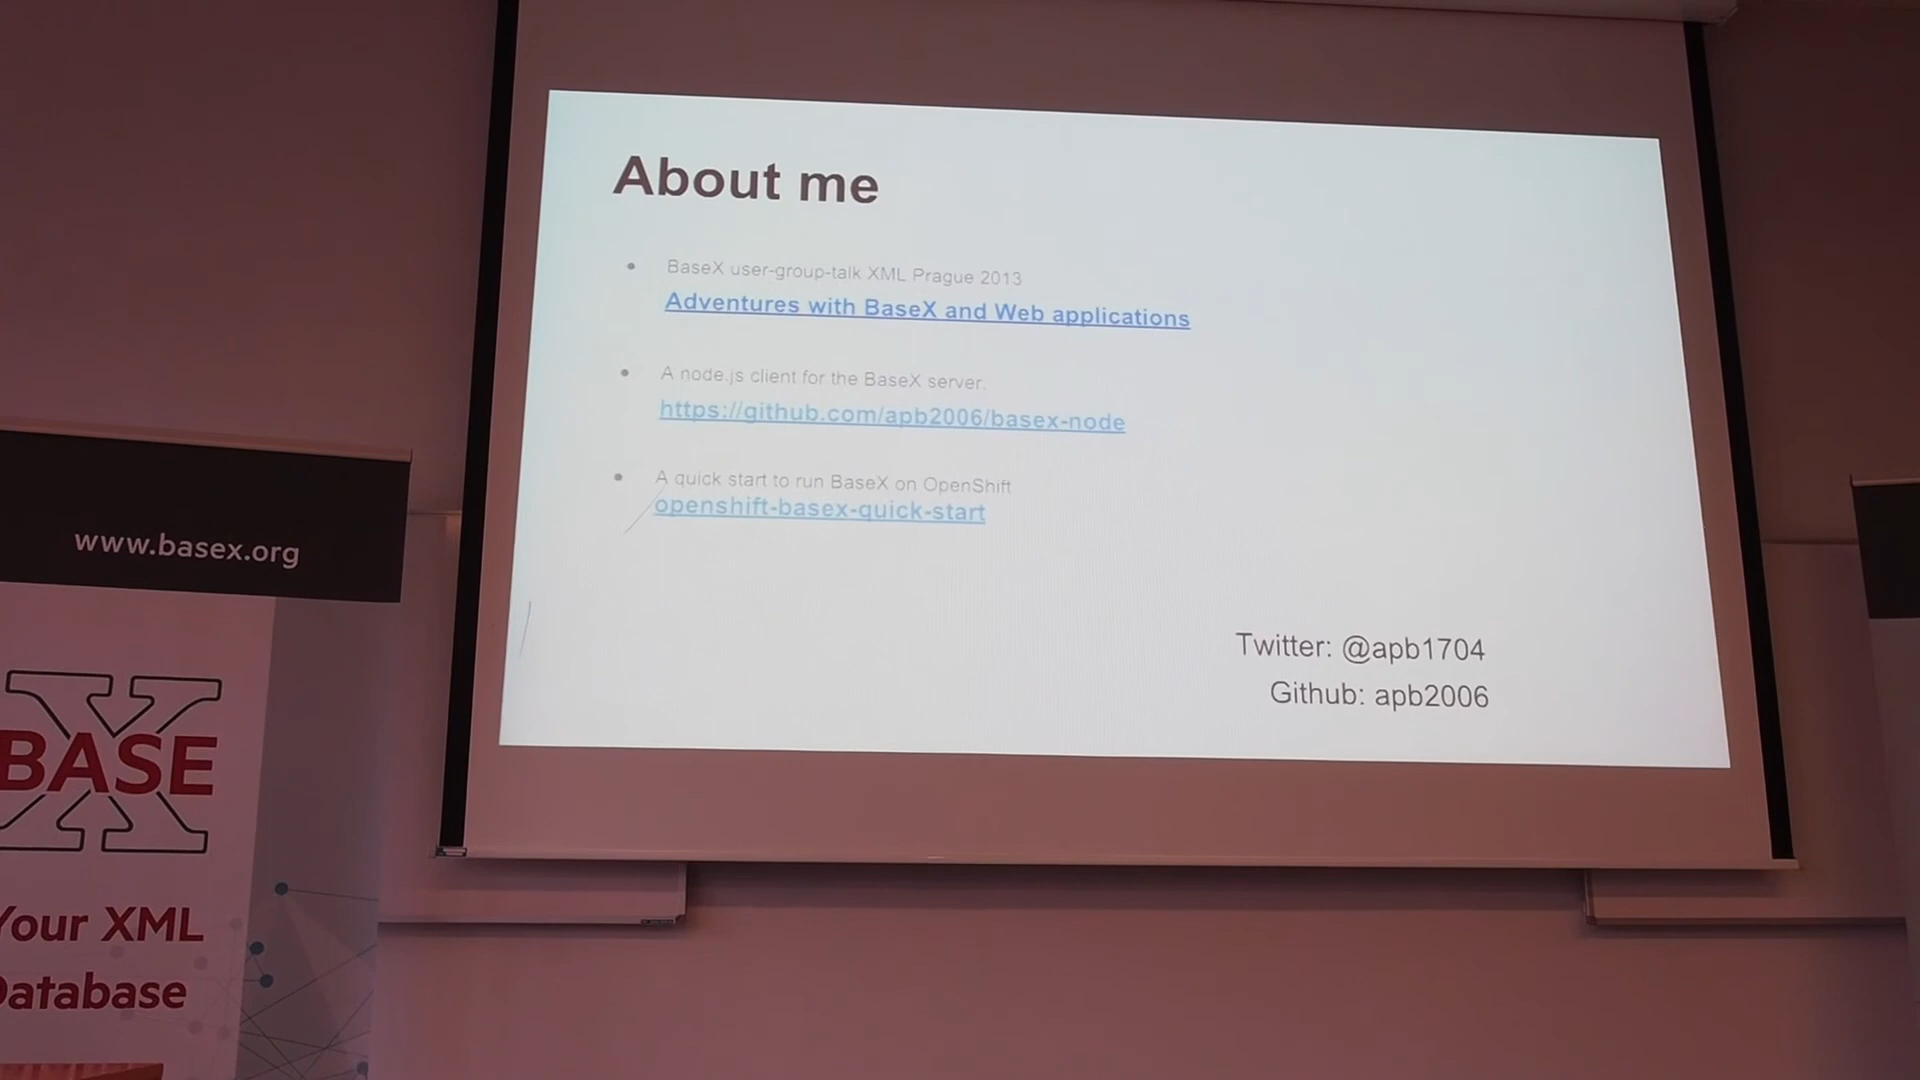 About me
BaseX user-group-talk XML Prague 2013
Adventures with BaseX and Web applications
A node.js client for the BaseX server.
https://github.com/apb2006/basex-node
A quick start to run BaseX on OpenShift
openshift-basex-quick-start
Twitter: @apb1704
Github: apb2006
www.basex.org
X
BASE
Your XML
Database